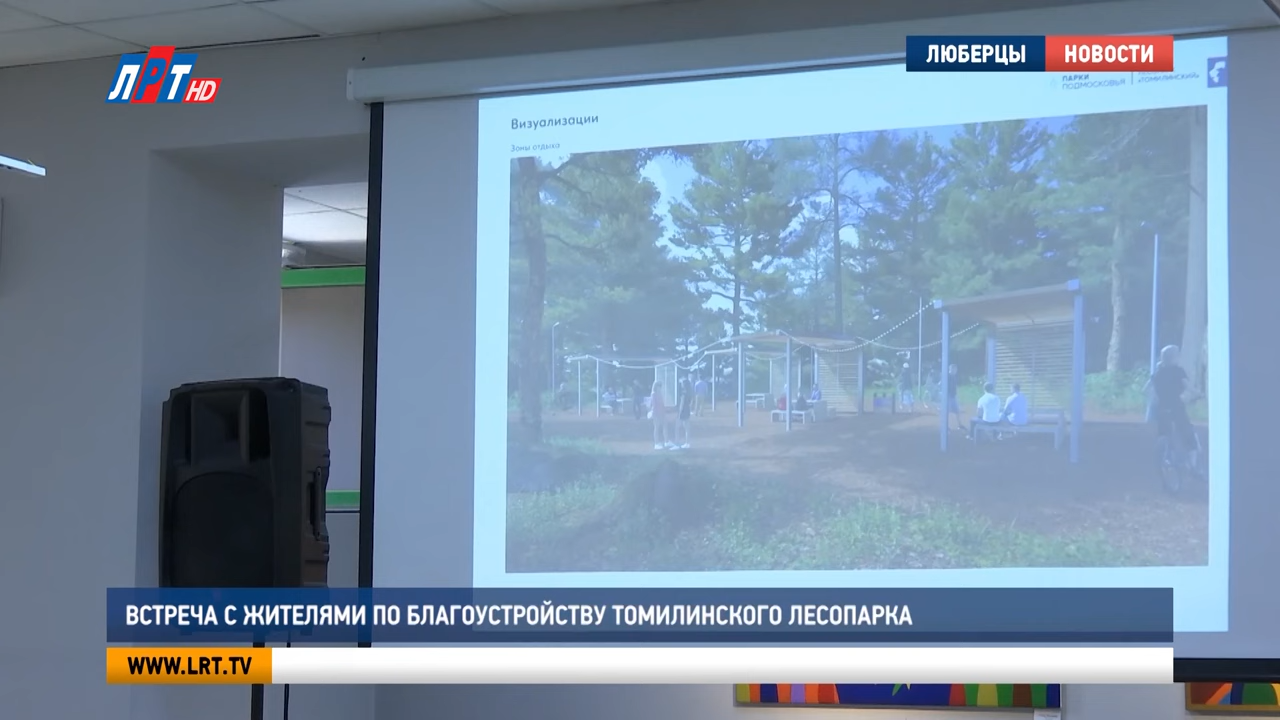 ЛРТ HD
ЛЮБЕРЦЫ НОВОСТИ
ПАРКИ
ПОДМОСКОВЬЯ
«ТОМИЛИНСКИЙ»
Визуализации
Зоны отдыха
ВСТРЕЧА С ЖИТЕЛЯМИ ПО БЛАГОУСТРОЙСТВУ ТОМИЛИНСКОГО ЛЕСОПАРКА
WWW.LRT.TV